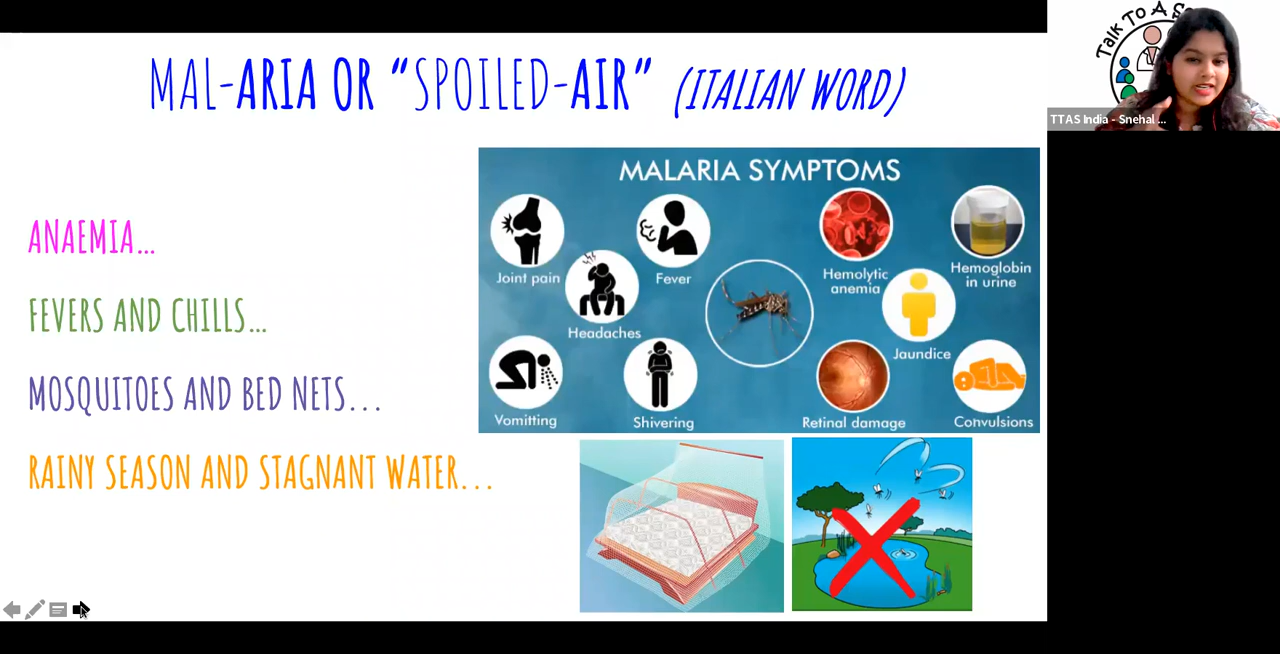 MAL-ARIA OR “SPOILED-AIR” (ITALIAN WORD)
Talk To A S
TTAS India - Snehal ...
ANAEMIA...
FEVERS AND CHILLS...
MOSQUITOES AND BED NETS...
RAINY SEASON AND STAGNANT WATER...
MALARIA SYMPTOMS
Joint pain
Fever
Headaches
Vomitting
Shivering
Hemolytic
anemia
Hemoglobin
in urine
Jaundice
Retinal damage
Convulsions